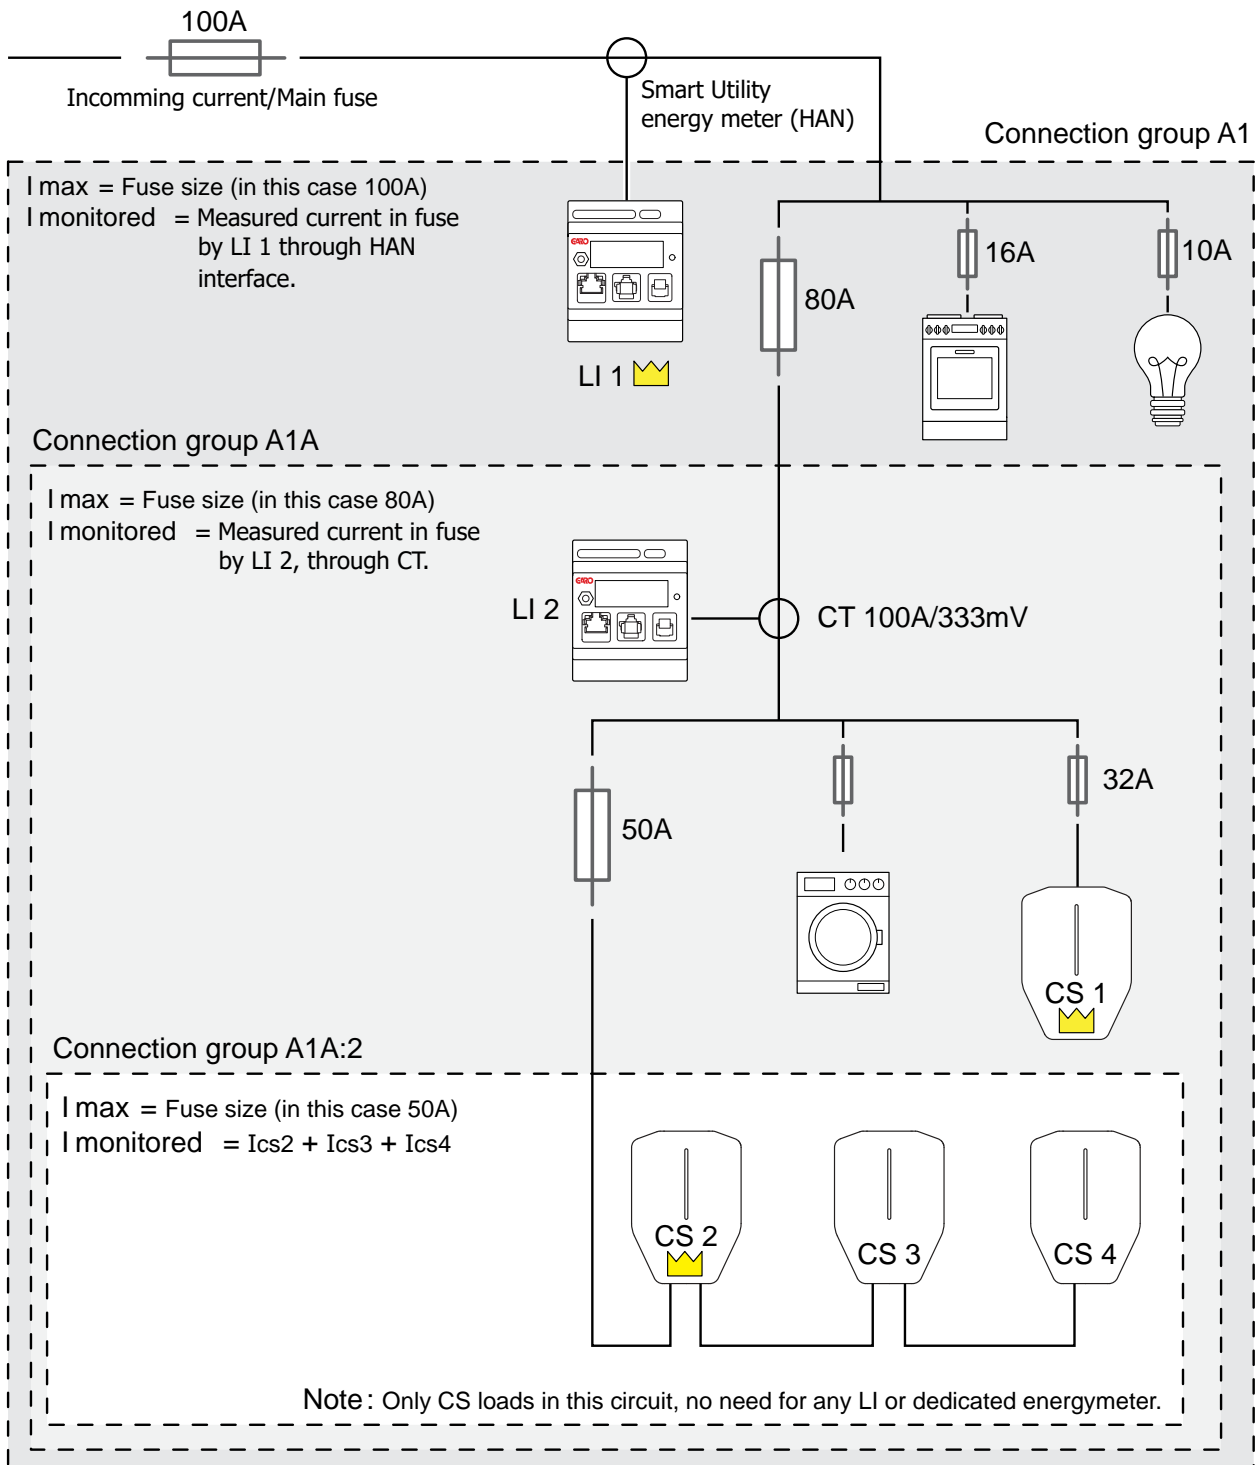 100A
Incomming current/Main fuse
Smart Utility
energy meter (HAN)
Connection group A1
I max = Fuse size (in this case 100A)
I monitored = Measured current in fuse
by LI 1 through HAN
interface.
GARO
LI 1
80A
16A
10A
Connection group A1A
I max = Fuse size (in this case 80A)
I monitored = Measured current in fuse
by LI 2, through CT.
GARO
LI 2
CT 100A/333mV
50A
32A
CS 1
Connection group A1A:2
I max = Fuse size (in this case 50A)
I monitored = Ics2 + Ics3 + Ics4
CS 2
CS 3
CS 4
Note: Only CS loads in this circuit, no need for any LI or dedicated energymeter.